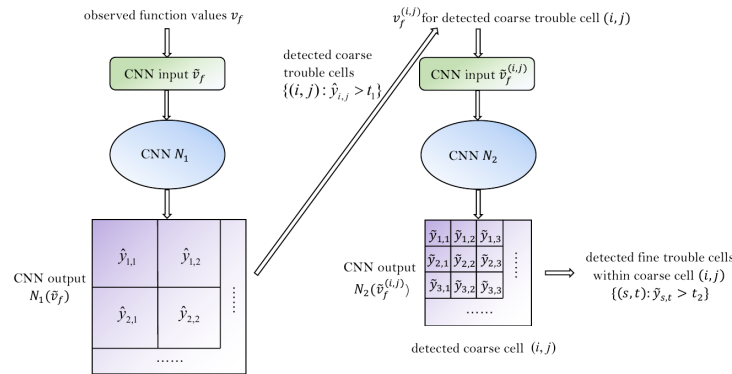 observed function values v_f
CNN input ṽ_f
CNN N_1
ŷ_{1,1} ŷ_{1,2}
ŷ_{2,1} ŷ_{2,2}
⋮
......
CNN output
N_1(ṽ_f)
detected coarse
trouble cells
{(i, j): ŷ_{i,j} > t_1}
v_f^{(i,j)} for detected coarse trouble cell (i, j)
CNN input ṽ_f^{(i,j)}
CNN N_2
ỹ_{1,1} ỹ_{1,2} ỹ_{1,3}
ỹ_{2,1} ỹ_{2,2} ỹ_{2,3}
ỹ_{3,1} ỹ_{3,2} ỹ_{3,3}
⋮
......
CNN output
N_2(ṽ_f^{(i,j)})
detected coarse cell (i, j)
detected fine trouble cells
within coarse cell (i, j)
{(s, t): ỹ_{s,t} > t_2}